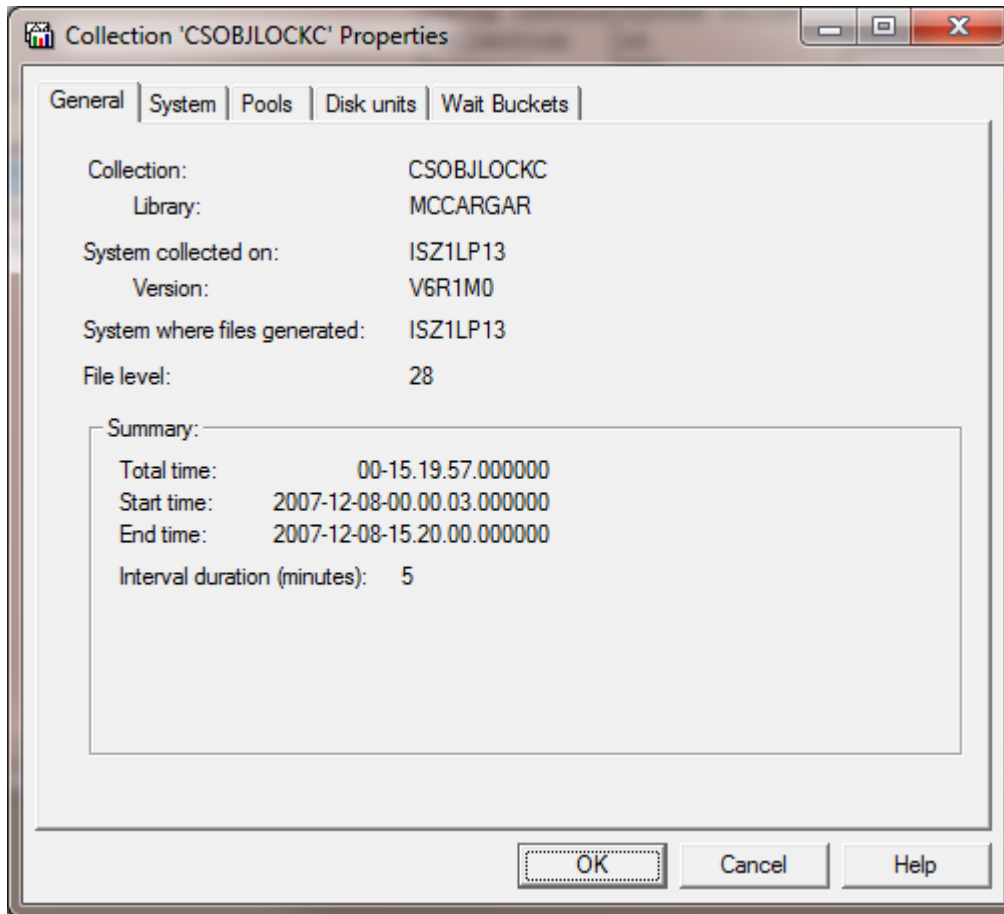 Collection 'CSOBJLOCKC' Properties
General System Pools Disk units Wait Buckets
Collection: CSOBJLOCKC
Library: MCCARGAR
System collected on: ISZ1LP13
Version: V6R1M0
System where files generated: ISZ1LP13
File level: 28
Summary:
Total time: 00-15.19.57.000000
Start time: 2007-12-08-00.00.03.000000
End time: 2007-12-08-15.20.00.000000
Interval duration (minutes): 5
OK Cancel Help